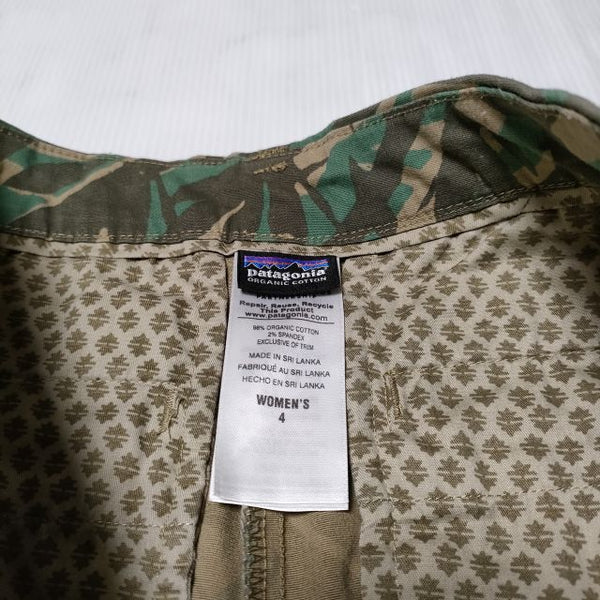 patagonia
ORGANIC COTTON
Repair, Reuse, Recycle
This Product
www.patagonia.com
98% ORGANIC COTTON
2% SPANDEX
EXCLUSIVE OF TRIM
MADE IN SRI LANKA
FABRIQUÉ AU SRI LANKA
HECHO EN SRI LANKA
WOMEN'S
4